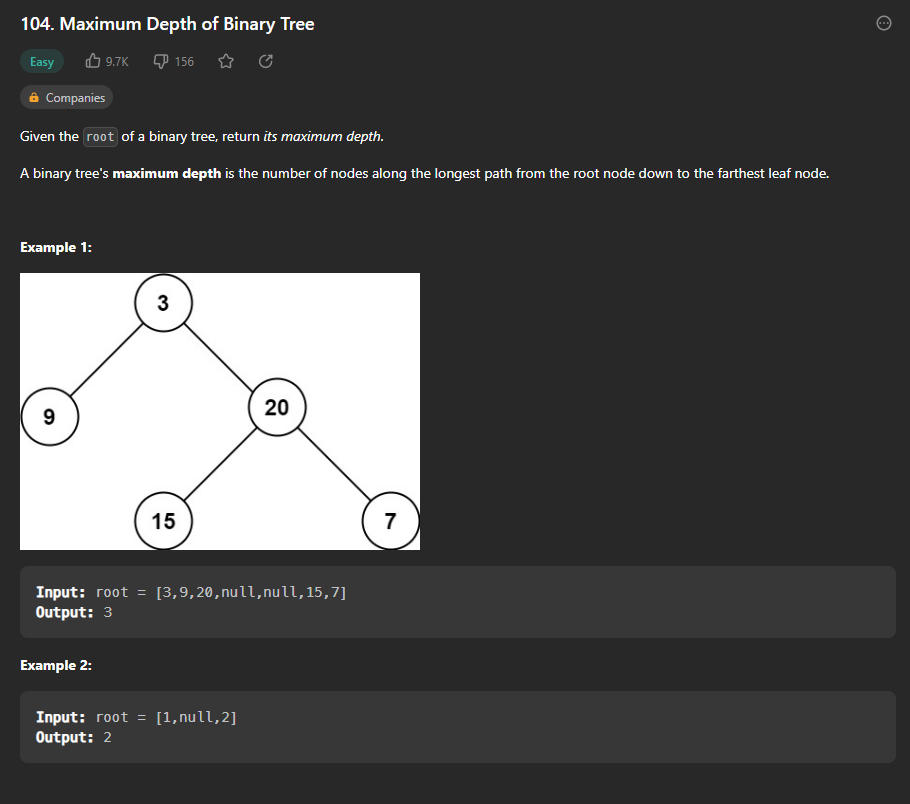 104. Maximum Depth of Binary Tree
Easy 9.7K 156
Companies
Given the root of a binary tree, return its maximum depth.
A binary tree's maximum depth is the number of nodes along the longest path from the root node down to the farthest leaf node.
Example 1:
3
9 20
15 7
Input: root = [3,9,20,null,null,15,7]
Output: 3
Example 2:
Input: root = [1,null,2]
Output: 2